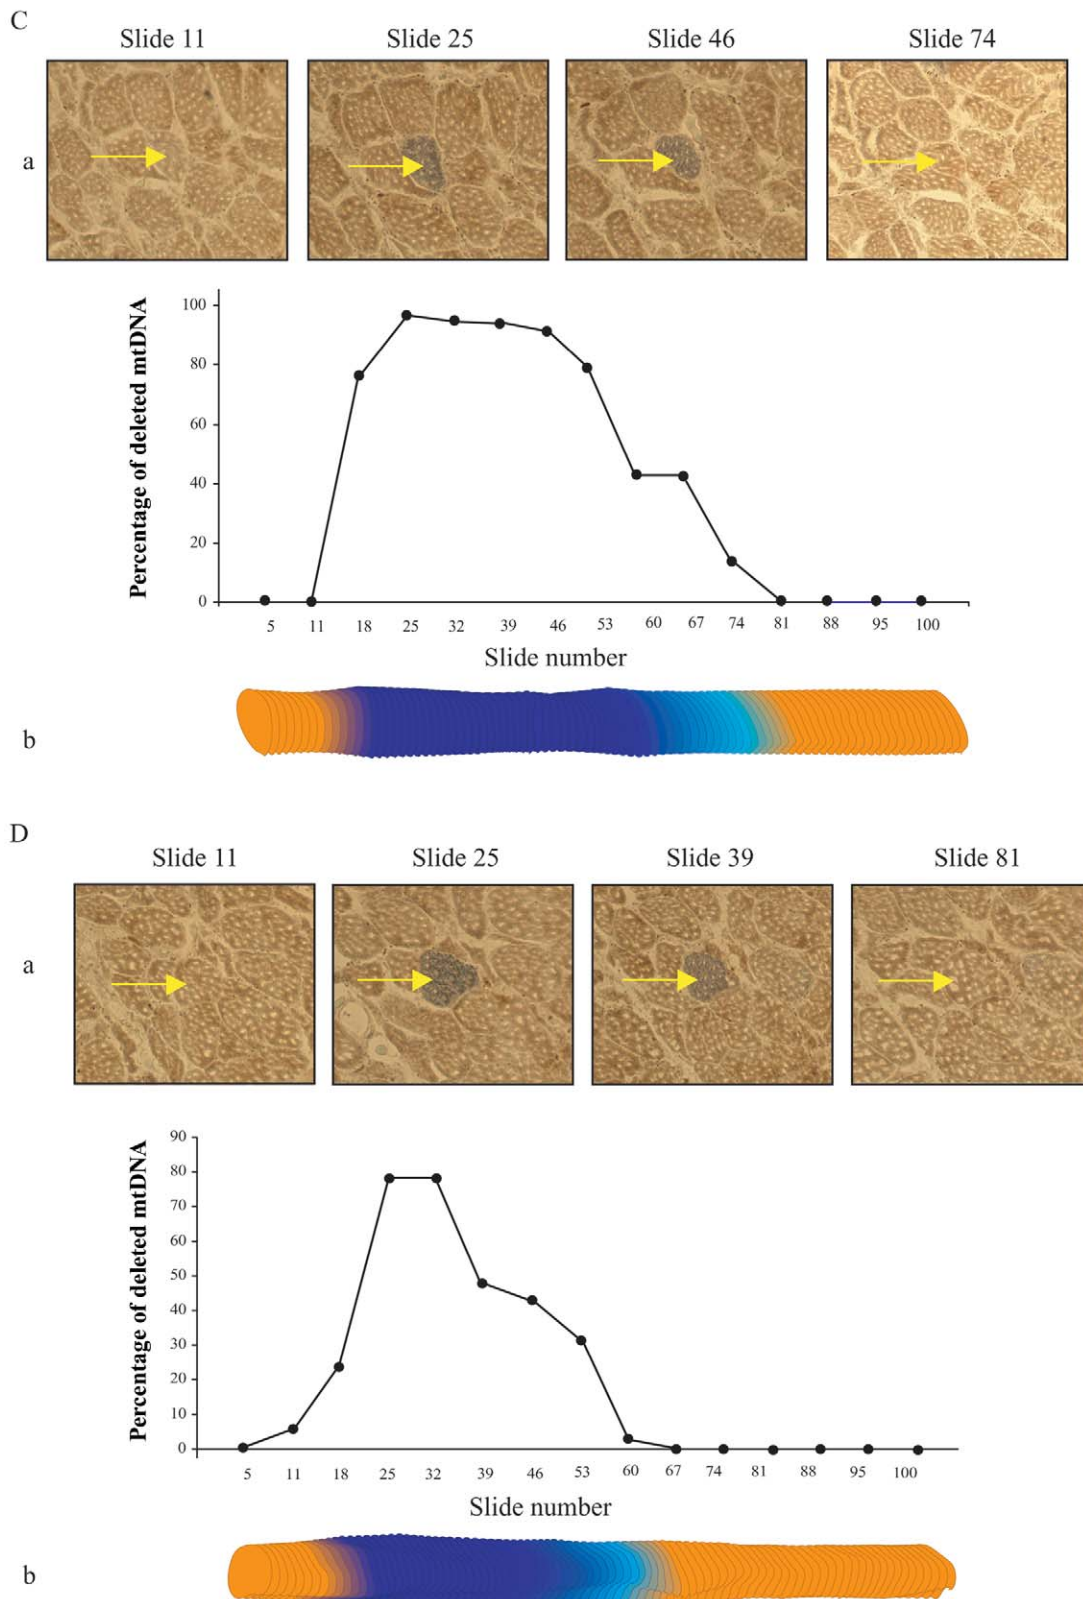 C
Slide 11 Slide 25 Slide 46 Slide 74
a
Percentage of deleted mtDNA
100
80
60
40
20
0
5 11 18 25 32 39 46 53 60 67 74 81 88 95 100
Slide number
b
D
Slide 11 Slide 25 Slide 39 Slide 81
a
Percentage of deleted mtDNA
90
80
70
60
50
40
30
20
10
0
5 11 18 25 32 39 46 53 60 67 74 81 88 95 100
Slide number
b